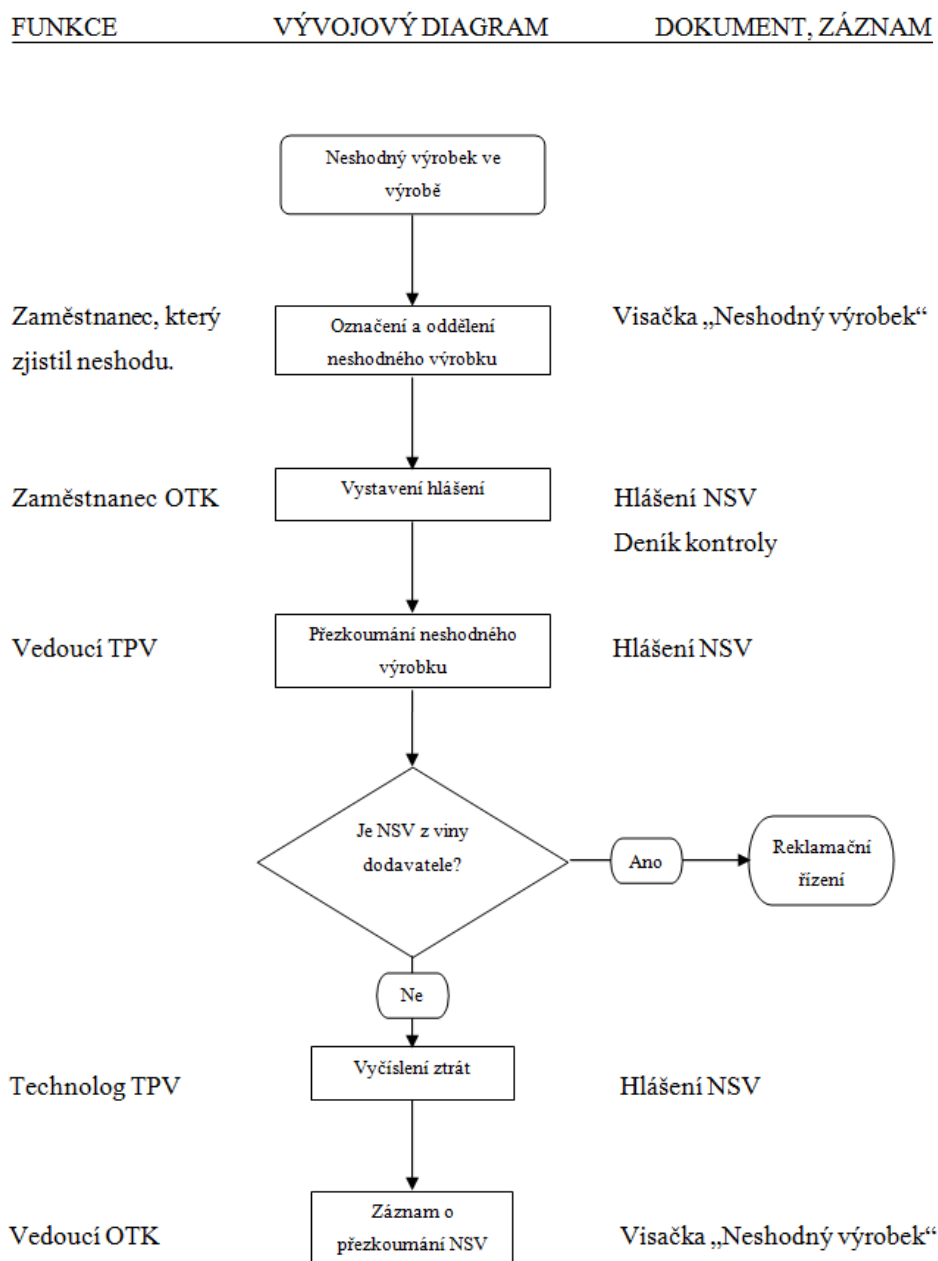 FUNKCE VÝVOJOVÝ DIAGRAM DOKUMENT, ZÁZNAM
Neshodný výrobek ve
výrobě
Zaměstnanec, který
zjistil neshodu.
Označení a oddělení
neshodného výrobku
Visačka „Neshodný výrobek“
Zaměstnanec OTK
Vystavení hlášení
Hlášení NSV
Deník kontroly
Vedoucí TPV
Přezkoumání neshodného
výrobku
Hlášení NSV
Je NSV z viny
dodavatele?
Ano
Reklamační
řízení
Ne
Technolog TPV
Vyčíslení ztrát
Hlášení NSV
Vedoucí OTK
Záznam o
přezkoumání NSV
Visačka „Neshodný výrobek“